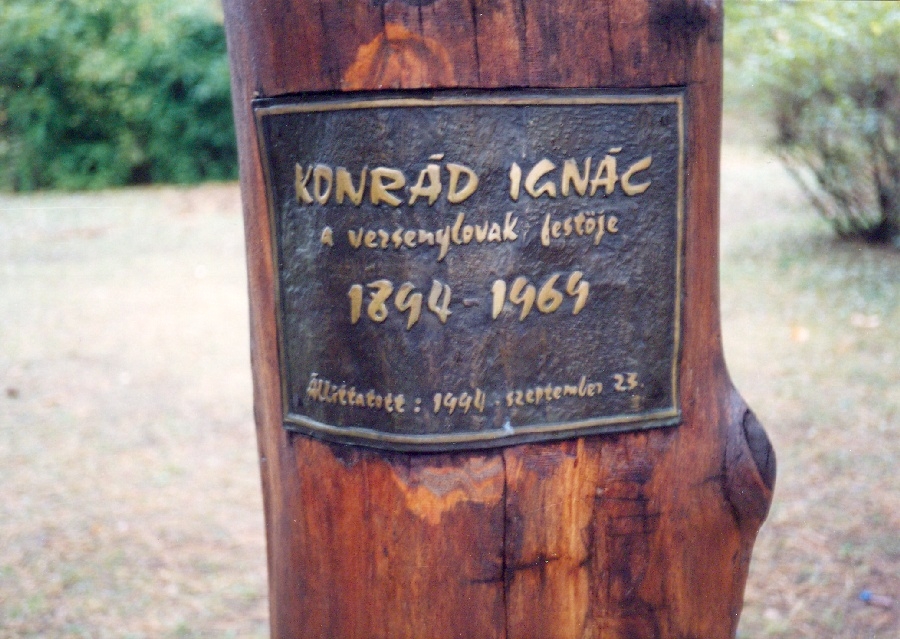 KONRÁD IGNÁC
a versenylovak festője
1894-1969
Állíttatott: 1994. szeptember 23.